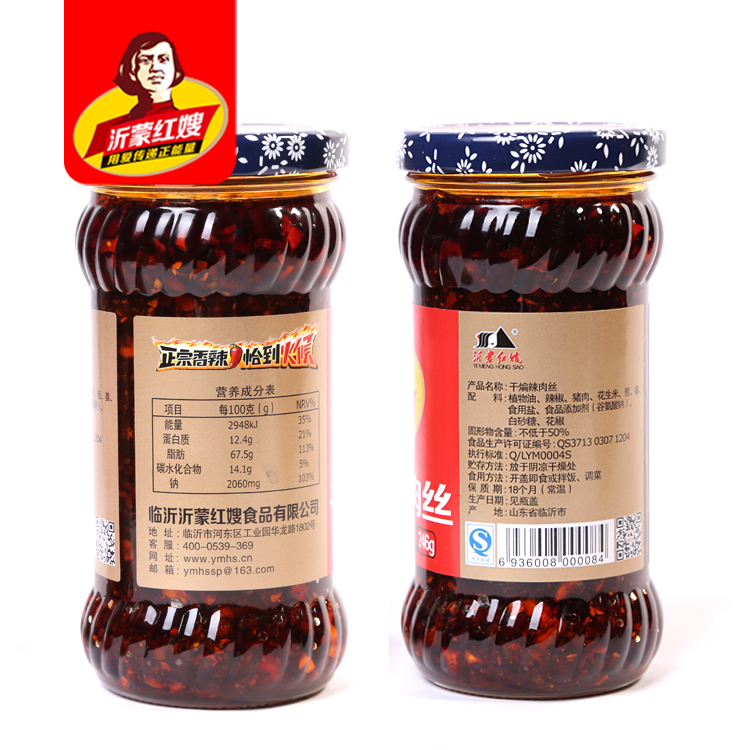 沂蒙红嫂
用爱传递正能量
正宗香辣 恰到火候
营养成分表
项目 每100克（g） NRV%
能量 2948kJ 35%
蛋白质 12.4g 21%
脂肪 67.5g 113%
碳水化合物 14.1g 5%
钠 2060mg 103%
临沂沂蒙红嫂食品有限公司
地址：临沂市河东区工业园华龙路1802号
客服：400-0539-369
网址：www.ymhs.cn
邮箱：ymhssp@163.com
沂蒙红嫂 ®
YI MENG HONG SAO
产品名称：干煸辣肉丝
配料：植物油、辣椒、猪肉、花生米、葱、姜、
食用盐、食品添加剂（谷氨酸钠）、
白砂糖、花椒
固形物含量：不低于50%
食品生产许可证编号：QS3713 0307 1204
执行标准：Q/LYM0004S
贮存方法：放于阴凉干燥处
食用方法：开盖即食或拌饭、调菜
保质期：18个月（常温）
生产日期：见瓶盖
产地：山东省临沂市
肉丝
246g
QS
生产许可
6 936008 000084